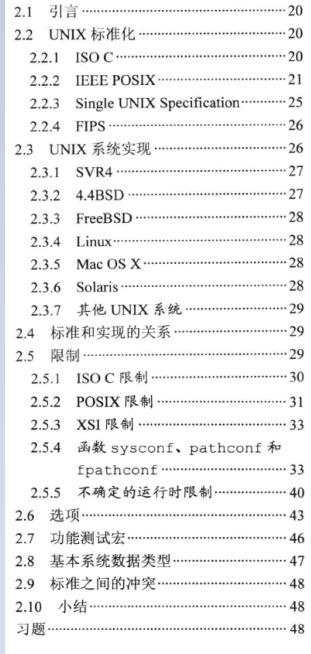 2.1 引言 20
2.2 UNIX 标准化 20
2.2.1 ISO C 20
2.2.2 IEEE POSIX 21
2.2.3 Single UNIX Specification 25
2.2.4 FIPS 26
2.3 UNIX 系统实现 26
2.3.1 SVR4 27
2.3.2 4.4BSD 27
2.3.3 FreeBSD 28
2.3.4 Linux 28
2.3.5 Mac OS X 28
2.3.6 Solaris 28
2.3.7 其他 UNIX 系统 29
2.4 标准和实现的关系 29
2.5 限制 29
2.5.1 ISO C 限制 30
2.5.2 POSIX 限制 31
2.5.3 XSI 限制 33
2.5.4 函数 sysconf、pathconf 和
fpathconf 33
2.5.5 不确定的运行时限制 40
2.6 选项 43
2.7 功能测试宏 46
2.8 基本系统数据类型 47
2.9 标准之间的冲突 48
2.10 小结 48
习题 48